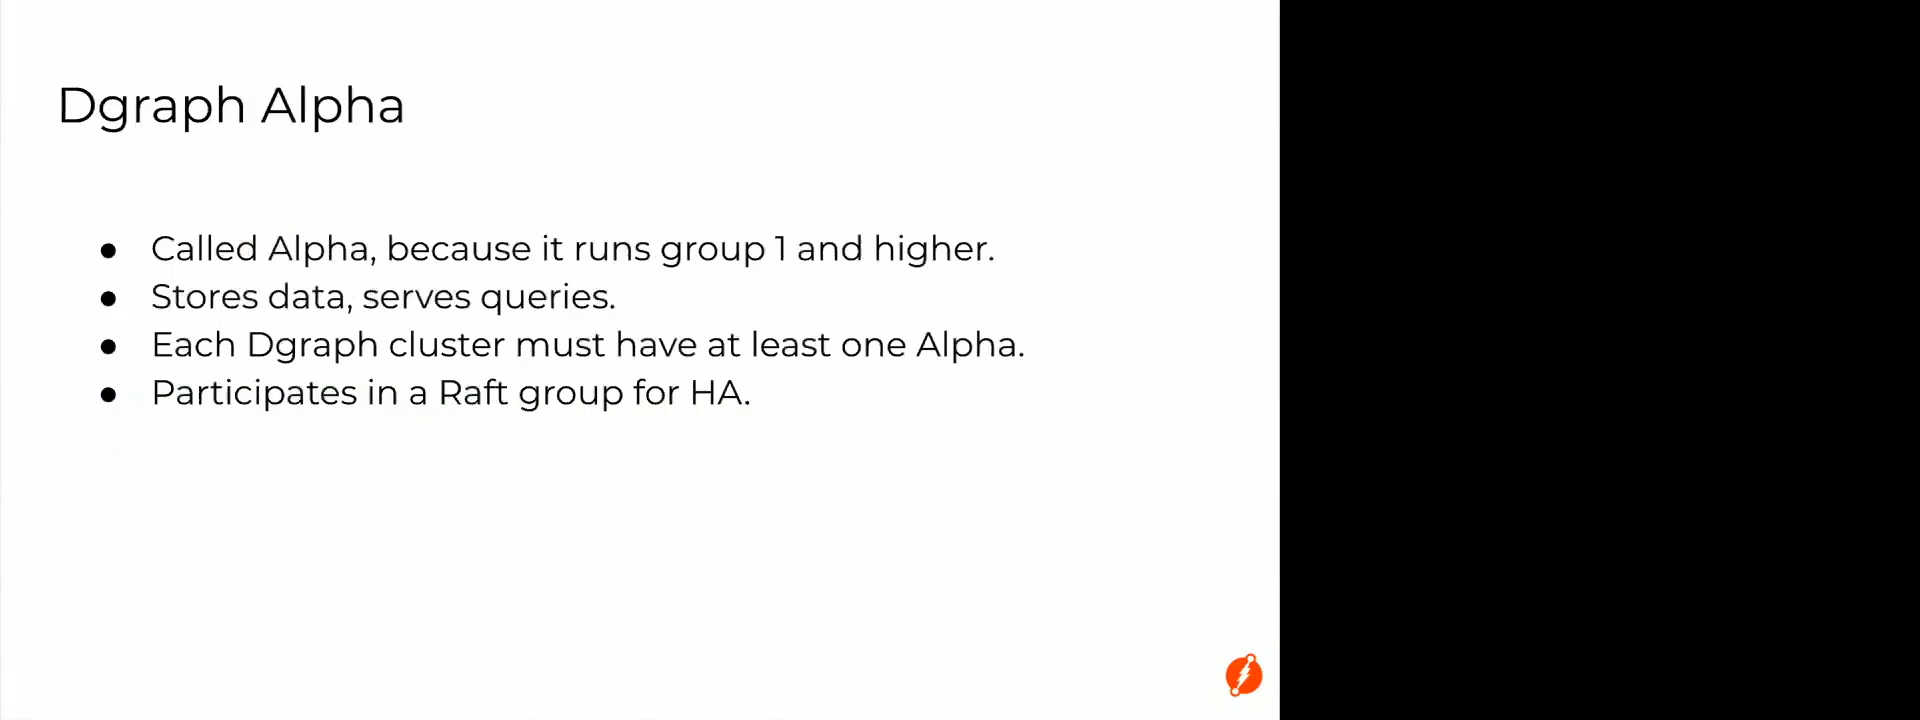 Dgraph Alpha
● Called Alpha, because it runs group 1 and higher.
● Stores data, serves queries.
● Each Dgraph cluster must have at least one Alpha.
● Participates in a Raft group for HA.